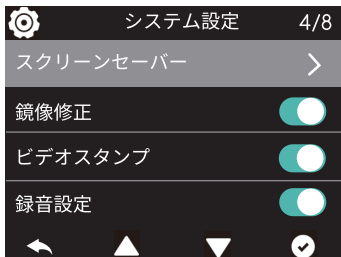 システム設定 4/8
スクリーンセーバー
鏡像修正
ビデオスタンプ
録音設定